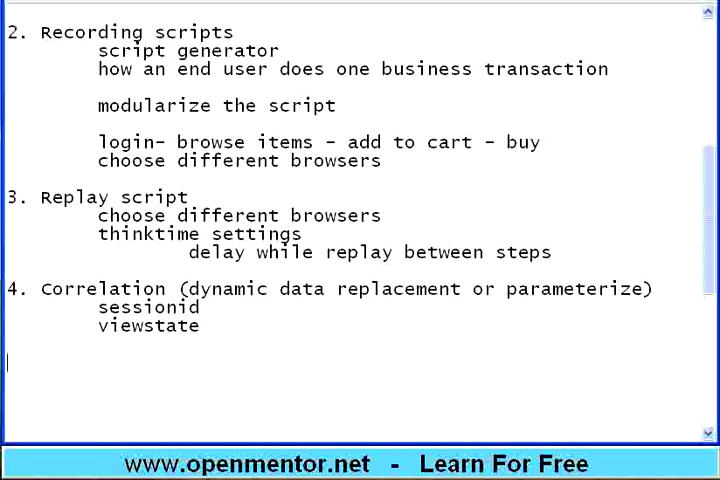 2. Recording scripts
script generator
how an end user does one business transaction
modularize the script
login- browse items - add to cart - buy
choose different browsers
3. Replay script
choose different browsers
thinktime settings
delay while replay between steps
4. Correlation (dynamic data replacement or parameterize)
sessionid
viewstate
www.openmentor.net - Learn For Free